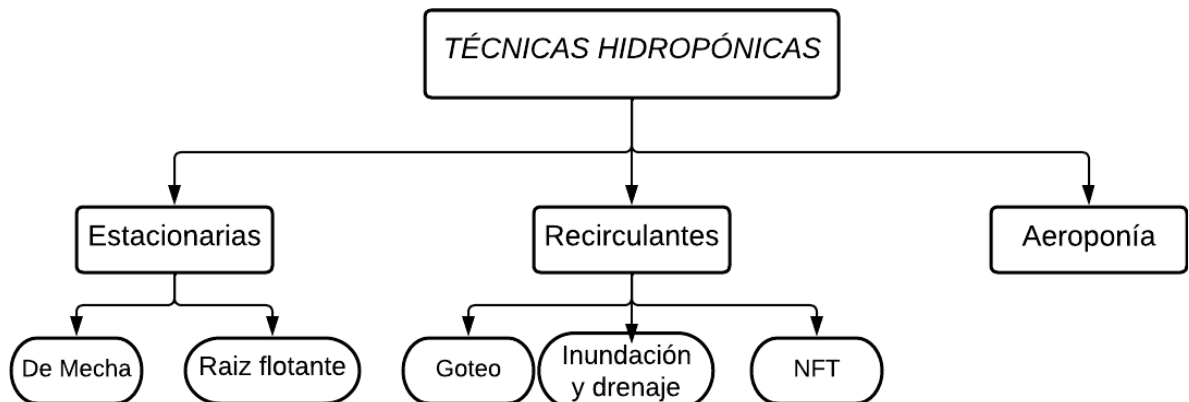 TÉCNICAS HIDROPÓNICAS
Estacionarias
Recirculantes
Aeroponía
De Mecha
Raiz flotante
Goteo
Inundación
y drenaje
NFT